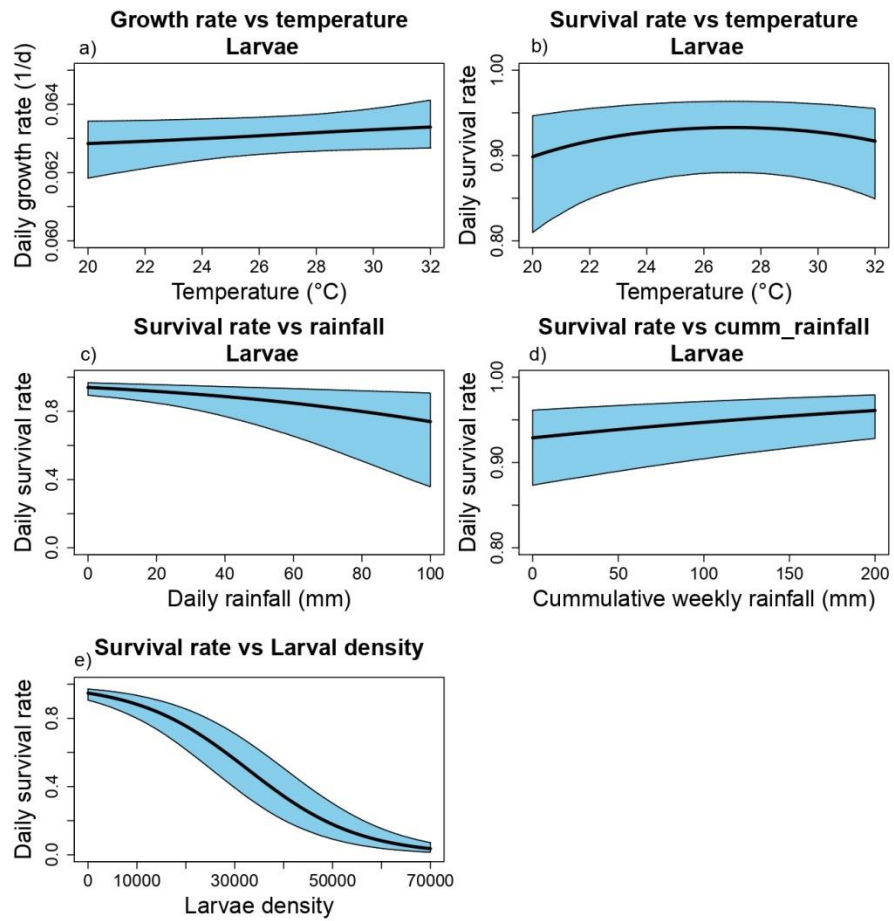 Growth rate vs temperature
Larvae
a)
Daily growth rate (1/d)
0.064
0.062
0.060
20 22 24 26 28 30 32
Temperature (°C)
Survival rate vs temperature
Larvae
b)
Daily survival rate
1.00
0.90
0.80
20 22 24 26 28 30 32
Temperature (°C)
Survival rate vs rainfall
Larvae
c)
Daily survival rate
0.8
0.4
0.0
0 20 40 60 80 100
Daily rainfall (mm)
Survival rate vs cumm_rainfall
Larvae
d)
Daily survival rate
1.00
0.90
0.80
0 50 100 150 200
Cummulative weekly rainfall (mm)
Survival rate vs Larval density
e)
Daily survival rate
0.8
0.4
0.0
0 10000 30000 50000 70000
Larvae density